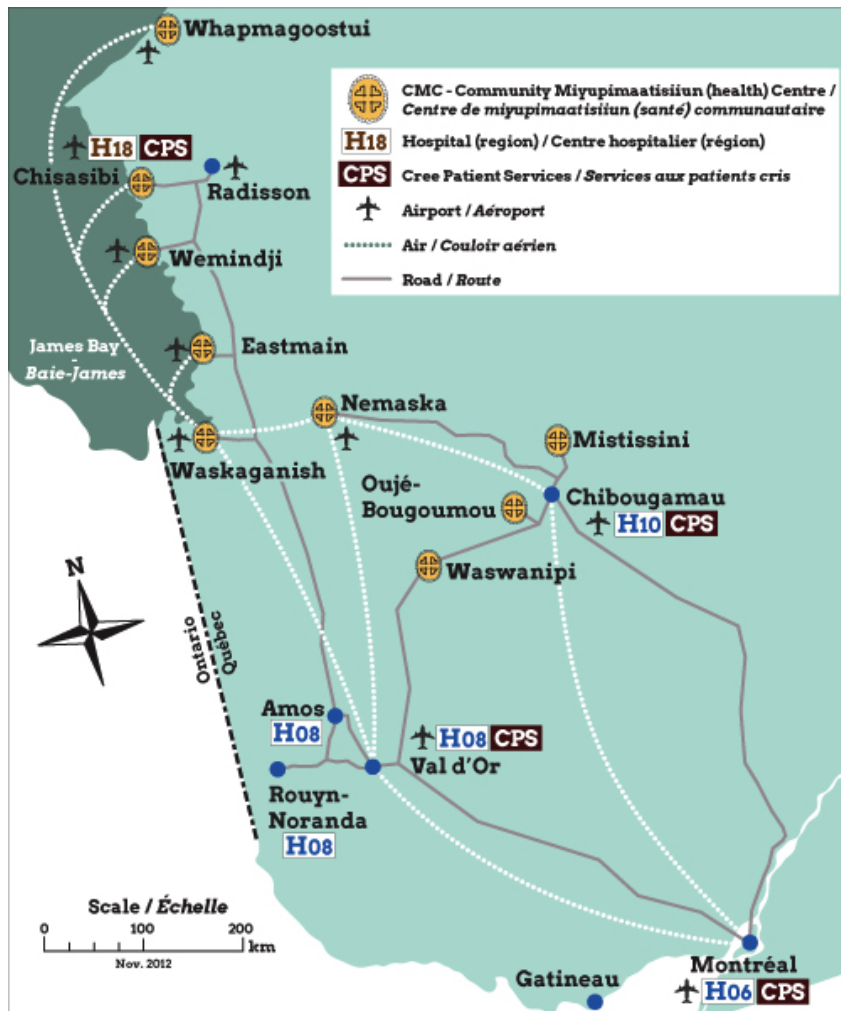 Whapmagoostui
CMC - Community Miyupimaatisiiun (health) Centre /
Centre de miyupimaatisiiun (santé) communautaire
H18 Hospital (region) / Centre hospitalier (région)
CPS Cree Patient Services / Services aux patients cris
Airport / Aéroport
Air / Couloir aérien
Road / Route
H18 CPS
Chisasibi
Radisson
Wemindji
James Bay
-
Baie-James
Eastmain
Nemaska
Waskaganish
Mistissini
Oujé-
Bougoumou
Chibougamau
H10 CPS
Waswanipi
N
Ontario
Québec
Amos
H08
H08 CPS
Val d'Or
Rouyn-
Noranda
H08
Scale / Échelle
0 100 200
km
Nov. 2012
Montréal
H06 CPS
Gatineau